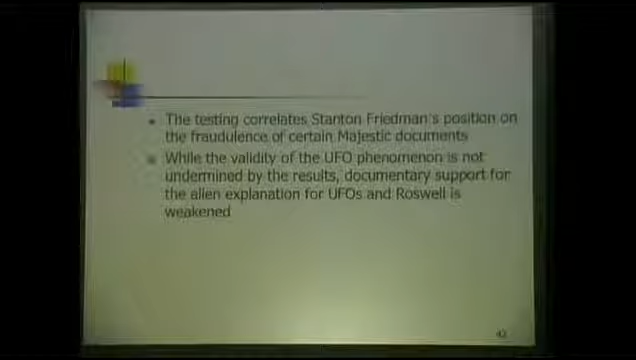 The testing correlates Stanton Friedman's position on
the fraudulence of certain Majestic documents
While the validity of the UFO phenomenon is not
undermined by the results, documentary support for
the alien explanation for UFOs and Roswell is
weakened
42